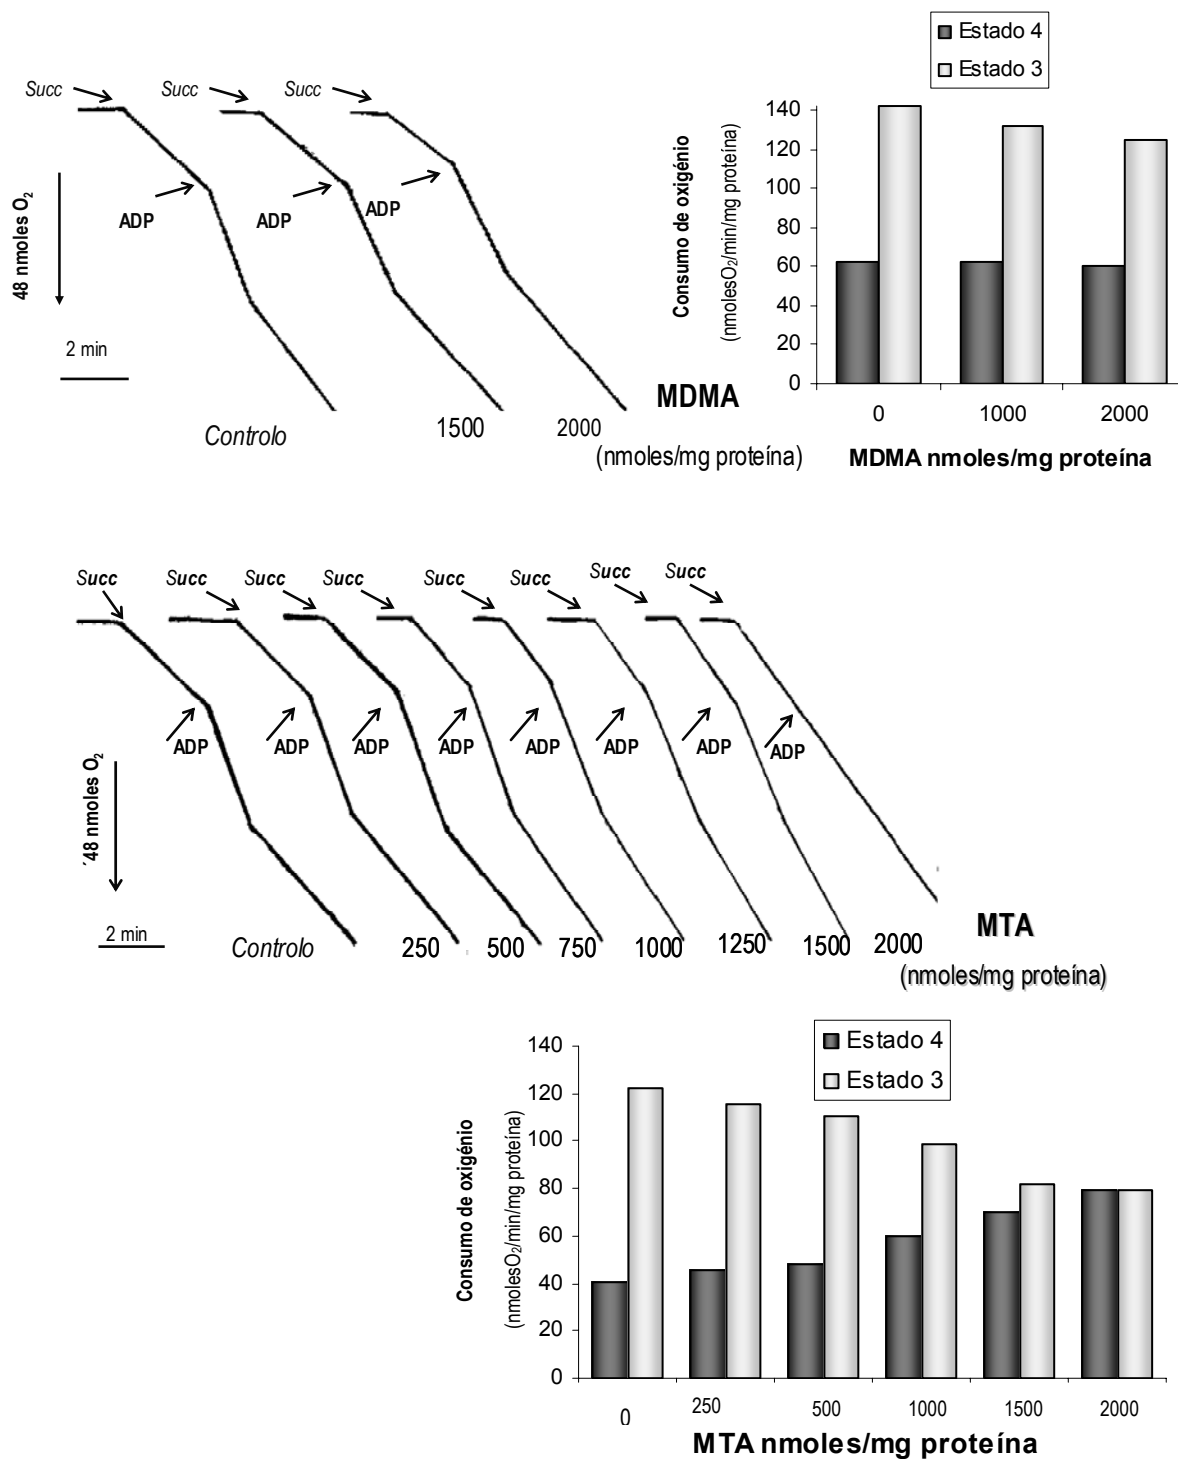 Estado 4
Estado 3
Succ Succ Succ
ADP ADP ADP
48 nmoles O₂
2 min
Controlo 1500 2000
MDMA
(nmoles/mg proteína)
Consumo de oxigénio
(nmolesO₂/min/mg proteína)
140
120
100
80
60
40
20
0
0 1000 2000
MDMA nmoles/mg proteína
Succ Succ Succ Succ Succ Succ Succ Succ
ADP ADP ADP ADP ADP ADP ADP ADP
´48 nmoles O₂
2 min
Controlo 250 500 750 1000 1250 1500 2000
MTA
(nmoles/mg proteína)
Estado 4
Estado 3
Consumo de oxigénio
(nmolesO₂/min/mg proteína)
140
120
100
80
60
40
20
0
0 250 500 1000 1500 2000
MTA nmoles/mg proteína